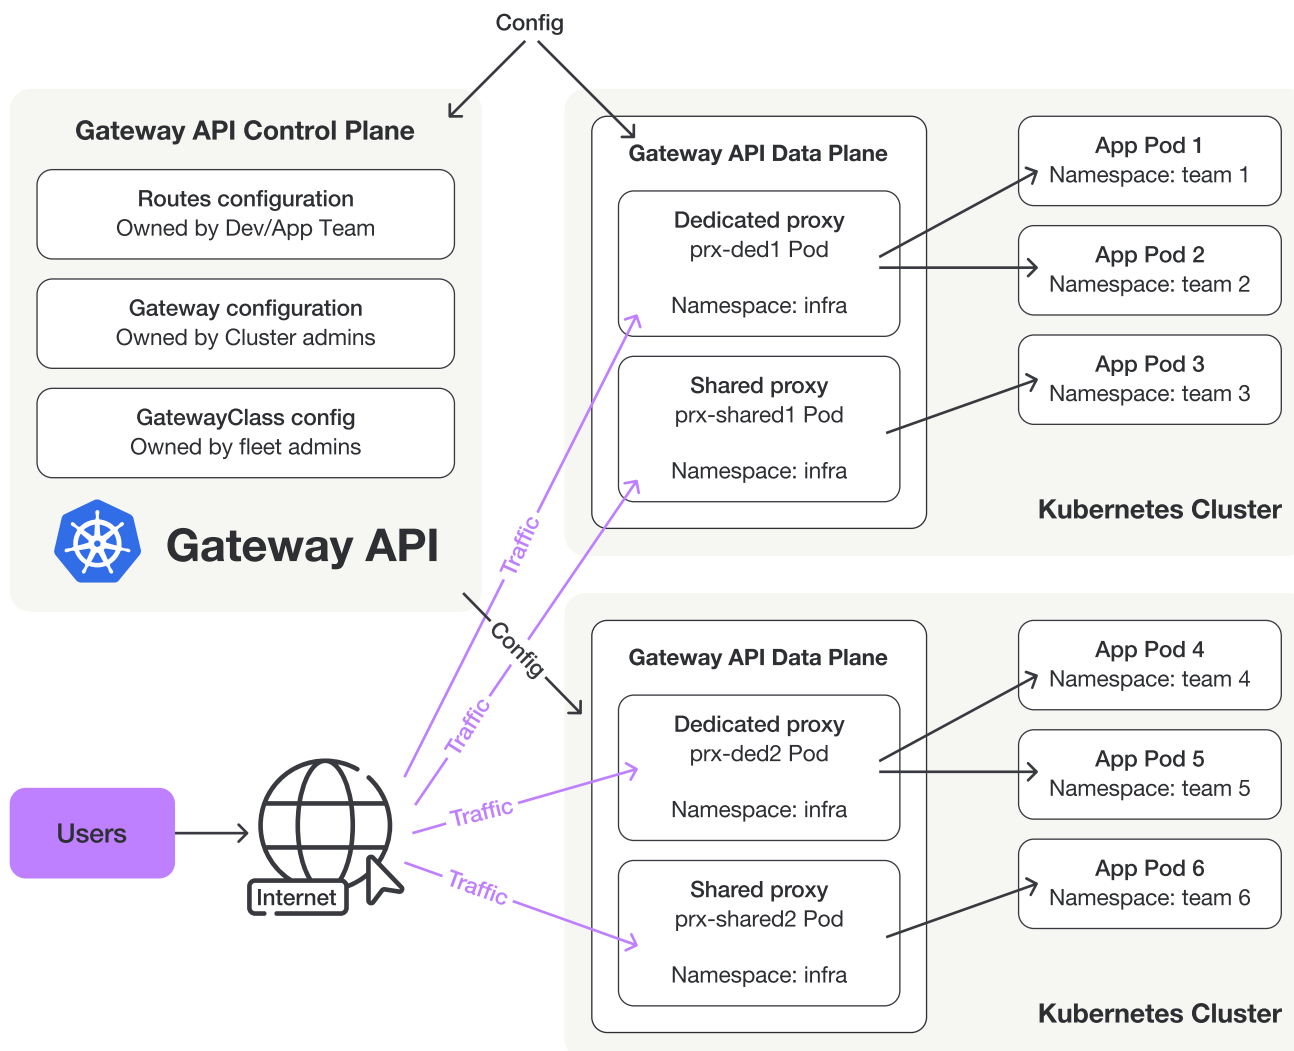 Config
Gateway API Control Plane
Routes configuration
Owned by Dev/App Team
Gateway configuration
Owned by Cluster admins
GatewayClass config
Owned by fleet admins
Gateway API
Gateway API Data Plane
Dedicated proxy
prx-ded1 Pod
Namespace: infra
Shared proxy
prx-shared1 Pod
Namespace: infra
App Pod 1
Namespace: team 1
App Pod 2
Namespace: team 2
App Pod 3
Namespace: team 3
Kubernetes Cluster
Traffic
Traffic
Config
Traffic
Traffic
Users
Internet
Gateway API Data Plane
Dedicated proxy
prx-ded2 Pod
Namespace: infra
Shared proxy
prx-shared2 Pod
Namespace: infra
App Pod 4
Namespace: team 4
App Pod 5
Namespace: team 5
App Pod 6
Namespace: team 6
Kubernetes Cluster